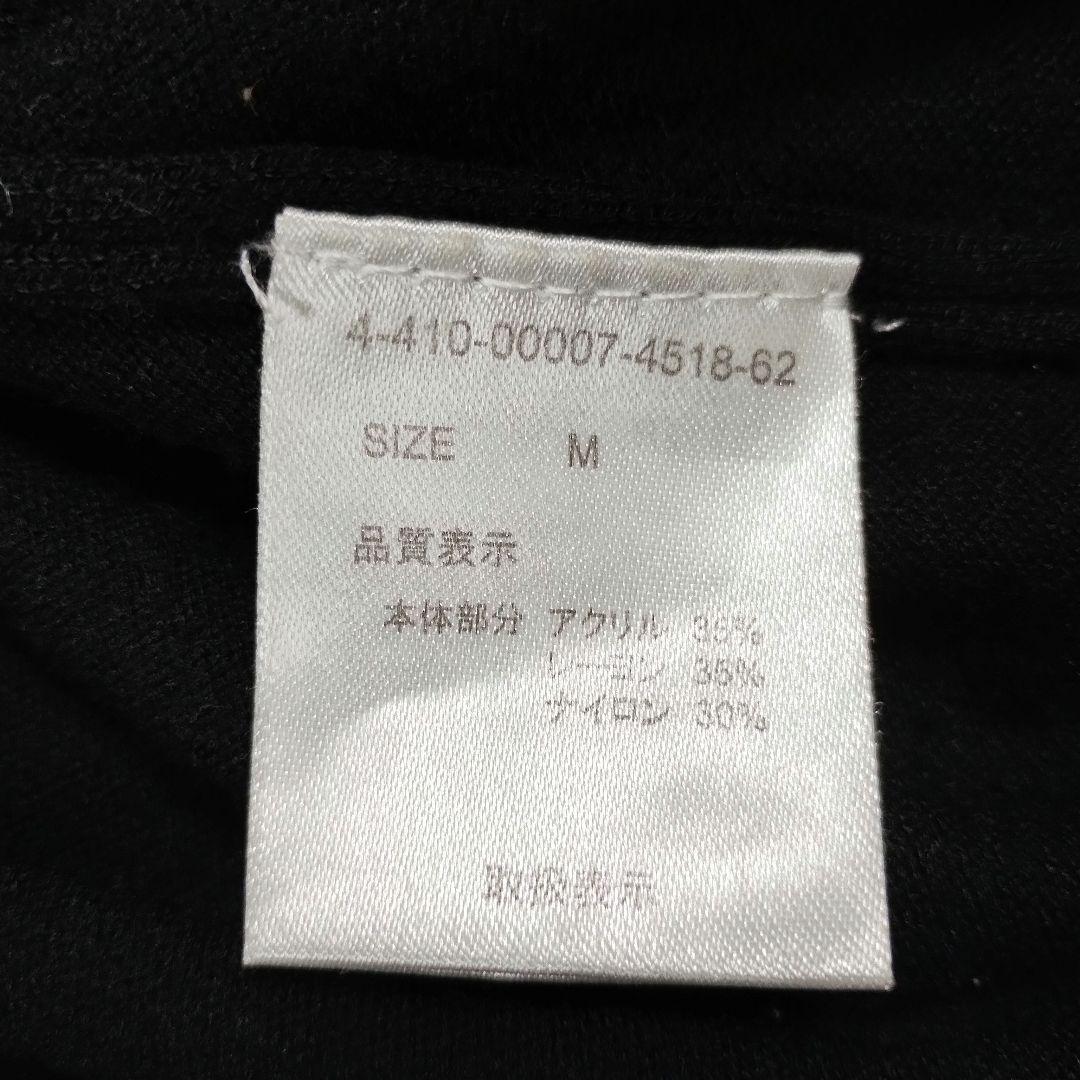 4-410-00007-4518-62
SIZE M
品質表示
本体部分 アクリル 35%
レーヨン 35%
ナイロン 30%
取扱表示